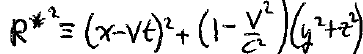 R*² ≡ (x-Vt)² + (1 - V²/C²)(y²+z²)